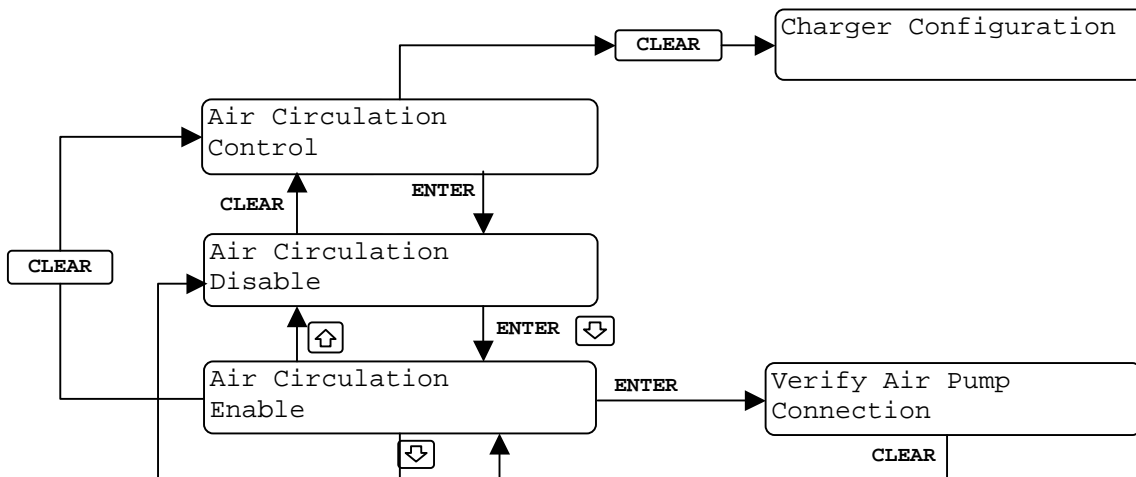 CLEAR
Charger Configuration
Air Circulation
Control
CLEAR
ENTER
CLEAR
Air Circulation
Disable
ENTER
Air Circulation
Enable
ENTER
Verify Air Pump
Connection
CLEAR